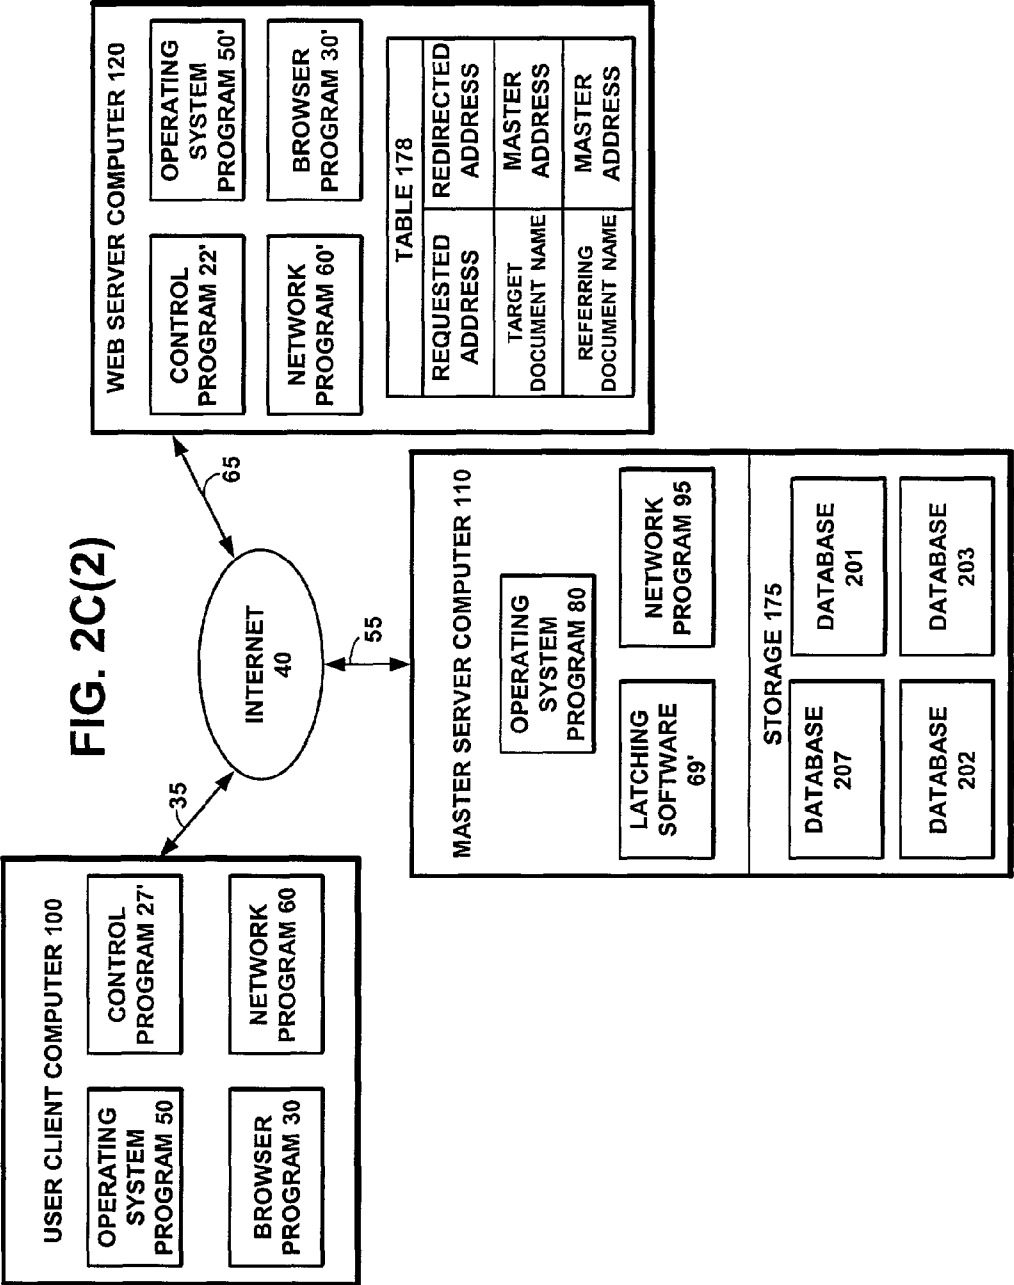 FIG. 2C(2)
USER CLIENT COMPUTER 100
OPERATING
SYSTEM
PROGRAM 50
CONTROL
PROGRAM 27'
BROWSER
PROGRAM 30
NETWORK
PROGRAM 60
35
INTERNET
40
65
55
WEB SERVER COMPUTER 120
CONTROL
PROGRAM 22'
OPERATING
SYSTEM
PROGRAM 50'
NETWORK
PROGRAM 60'
BROWSER
PROGRAM 30'
TABLE 178
REQUESTED
ADDRESS
REDIRECTED
ADDRESS
TARGET
DOCUMENT NAME
MASTER
ADDRESS
REFERRING
DOCUMENT NAME
MASTER
ADDRESS
MASTER SERVER COMPUTER 110
OPERATING
SYSTEM
PROGRAM 80
LATCHING
SOFTWARE
69'
NETWORK
PROGRAM 95
STORAGE 175
DATABASE
207
DATABASE
201
DATABASE
202
DATABASE
203